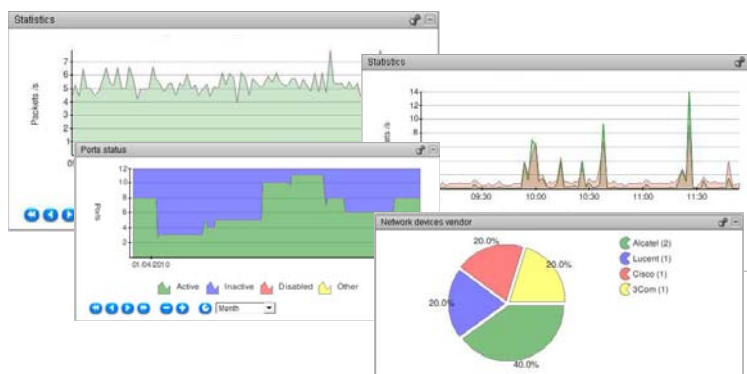 Statistics
Packets /s
7
6
5
4
3
2
1
Statistics
14
12
10
8
09:30 10:00 10:30 11:00 11:30
Ports status
Ports
12
10
8
6
4
2
01/04/2010
Active Inactive Disabled Other
Month
Network devices vendor
20.0%
20.0%
20.0%
40.0%
Alcatel (2)
Lucent (1)
Cisco (1)
3Com (1)